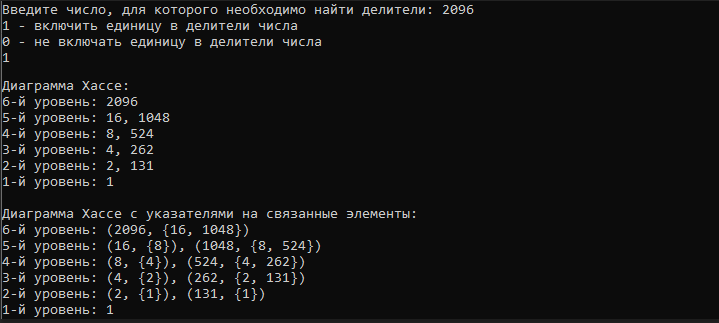 Введите число, для которого необходимо найти делители: 2096
1 - включить единицу в делители числа
0 - не включать единицу в делители числа
1
Диаграмма Хассе:
6-й уровень: 2096
5-й уровень: 16, 1048
4-й уровень: 8, 524
3-й уровень: 4, 262
2-й уровень: 2, 131
1-й уровень: 1
Диаграмма Хассе с указателями на связанные элементы:
6-й уровень: (2096, {16, 1048})
5-й уровень: (16, {8}), (1048, {8, 524})
4-й уровень: (8, {4}), (524, {4, 262})
3-й уровень: (4, {2}), (262, {2, 131})
2-й уровень: (2, {1}), (131, {1})
1-й уровень: 1